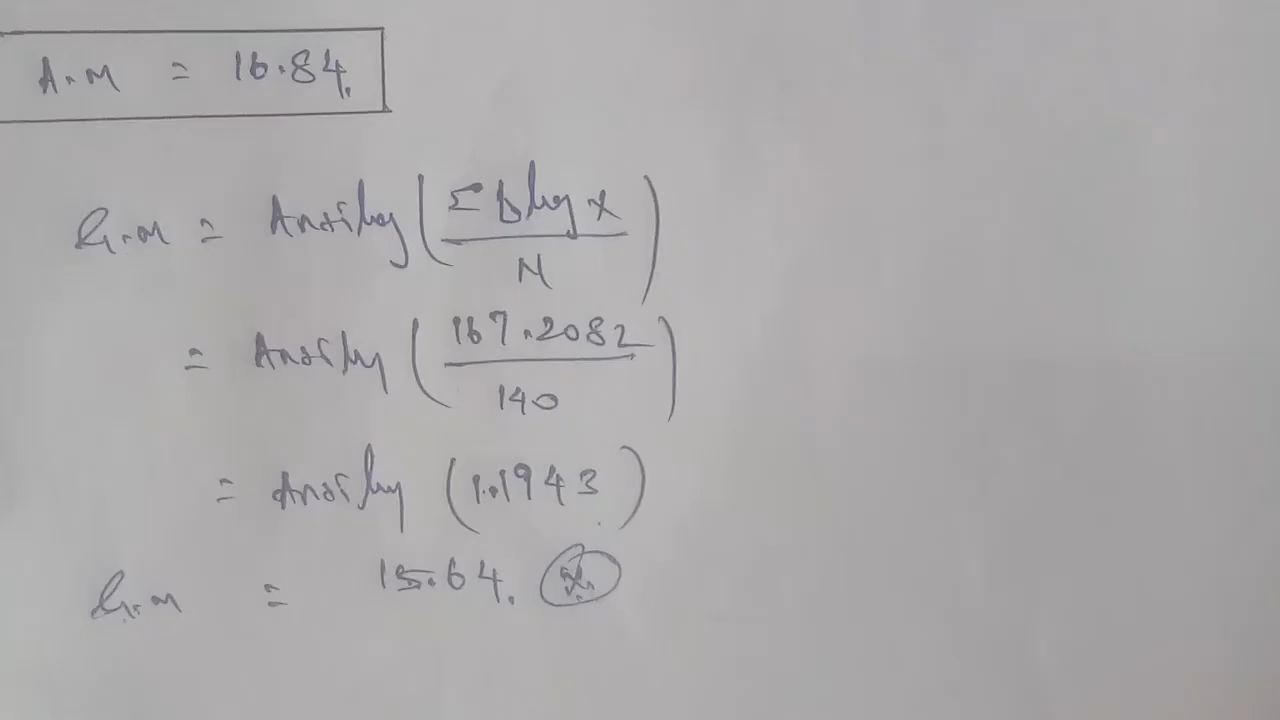 A.M = 16.84.
G.M = Antilog ( Σ f log x / N )
= Antilog ( 167.2082 / 140 )
= Antilog ( 1.1943 )
G.M = 15.64.